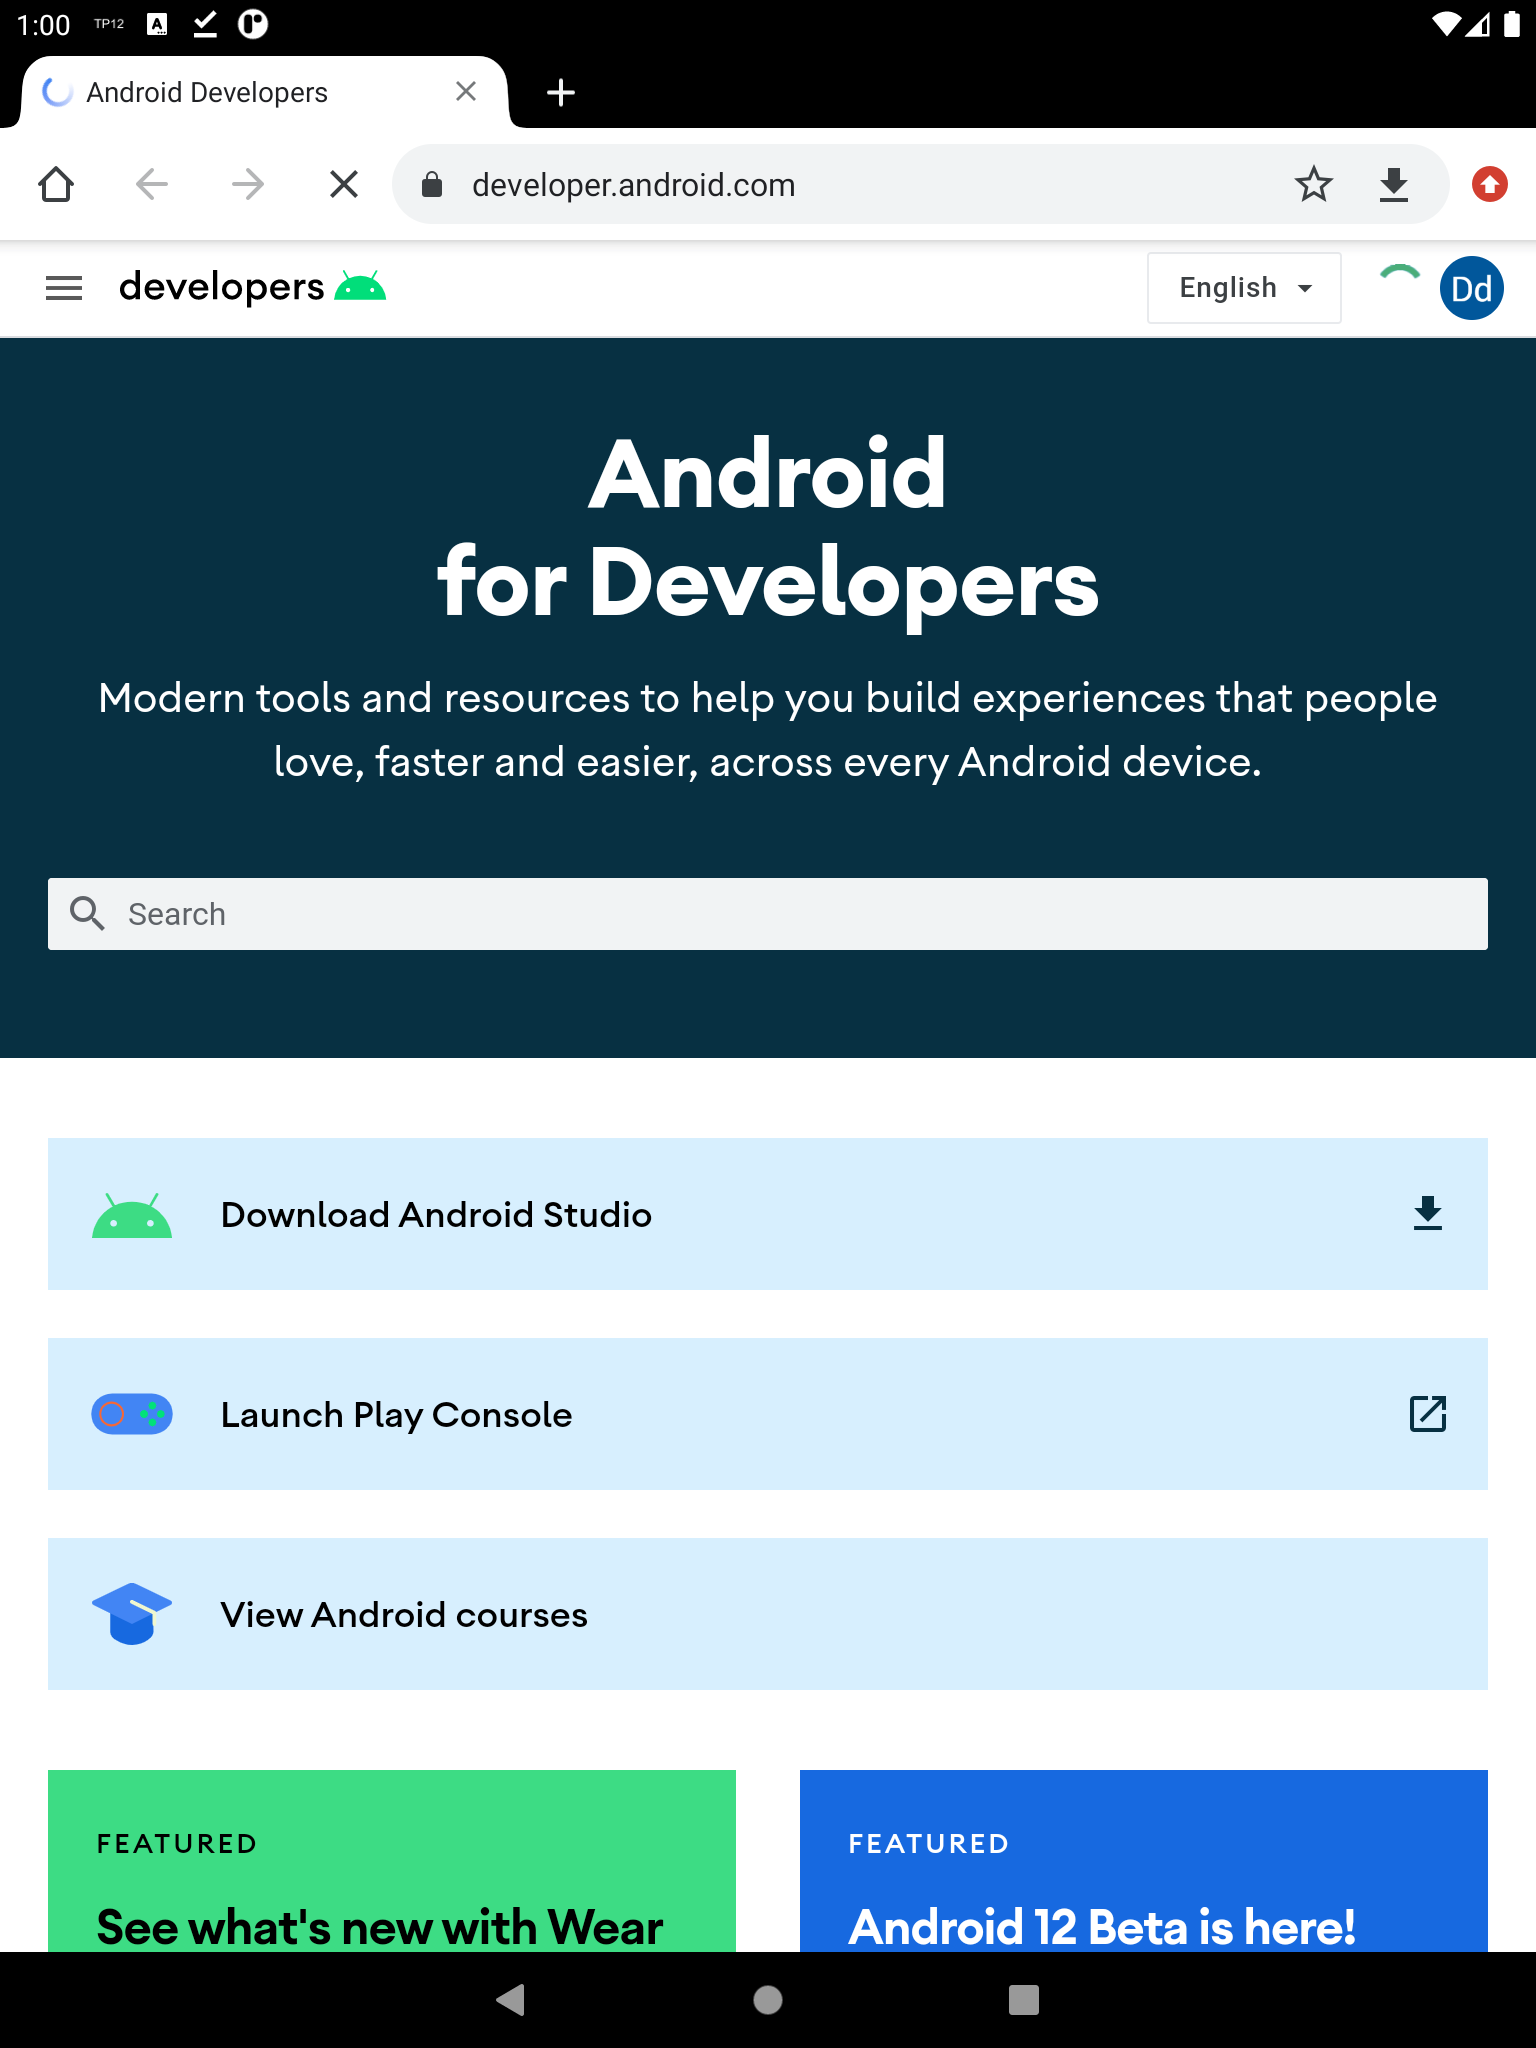 1:00 TP12 A
Android Developers
developer.android.com
developers
English
Dd
Android
for Developers
Modern tools and resources to help you build experiences that people
love, faster and easier, across every Android device.
Search
Download Android Studio
Launch Play Console
View Android courses
FEATURED
See what's new with Wear
FEATURED
Android 12 Beta is here!